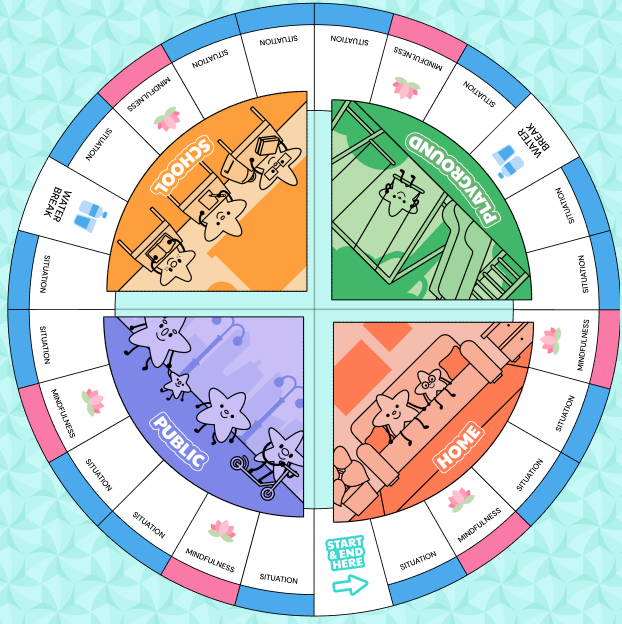 SITUATION
MINDFULNESS
SITUATION
WATER
BREAK
SITUATION
SITUATION
MINDFULNESS
SITUATION
SITUATION
MINDFULNESS
SITUATION
START
& END
HERE
SITUATION
MINDFULNESS
SITUATION
SITUATION
MINDFULNESS
SITUATION
SITUATION
WATER
BREAK
SITUATION
MINDFULNESS
SITUATION
SITUATION
SCHOOL
PLAYGROUND
PUBLIC
HOME